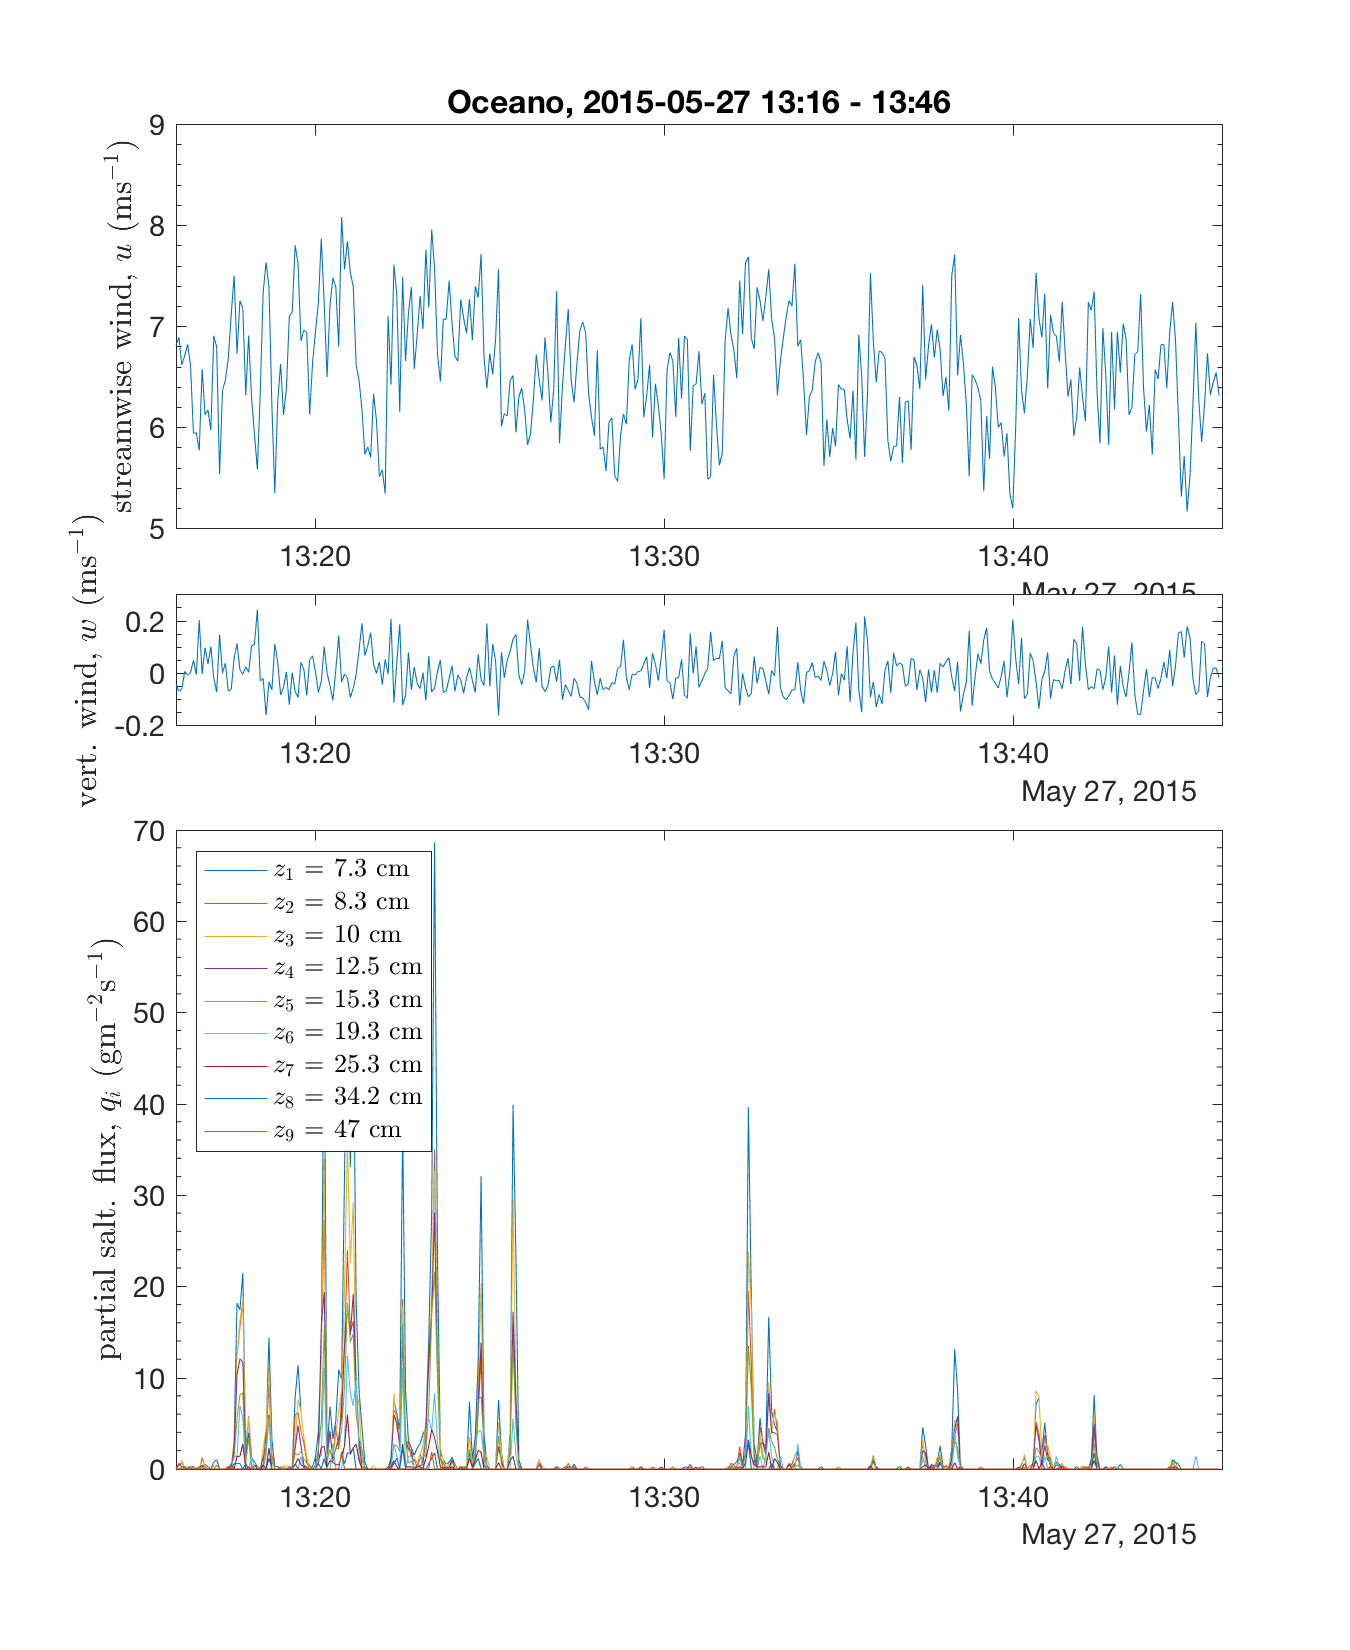 Oceano, 2015-05-27 13:16 - 13:46
9
8
7
6
5
streamwise wind, u (ms⁻¹)
13:20 13:30 13:40
May 27, 2015
0.2
0
-0.2
vert. wind, w (ms⁻¹)
13:20 13:30 13:40
May 27, 2015
70
60
50
40
30
20
10
0
partial salt. flux, qᵢ (gm⁻²s⁻¹)
z₁ = 7.3 cm
z₂ = 8.3 cm
z₃ = 10 cm
z₄ = 12.5 cm
z₅ = 15.3 cm
z₆ = 19.3 cm
z₇ = 25.3 cm
z₈ = 34.2 cm
z₉ = 47 cm
13:20 13:30 13:40
May 27, 2015